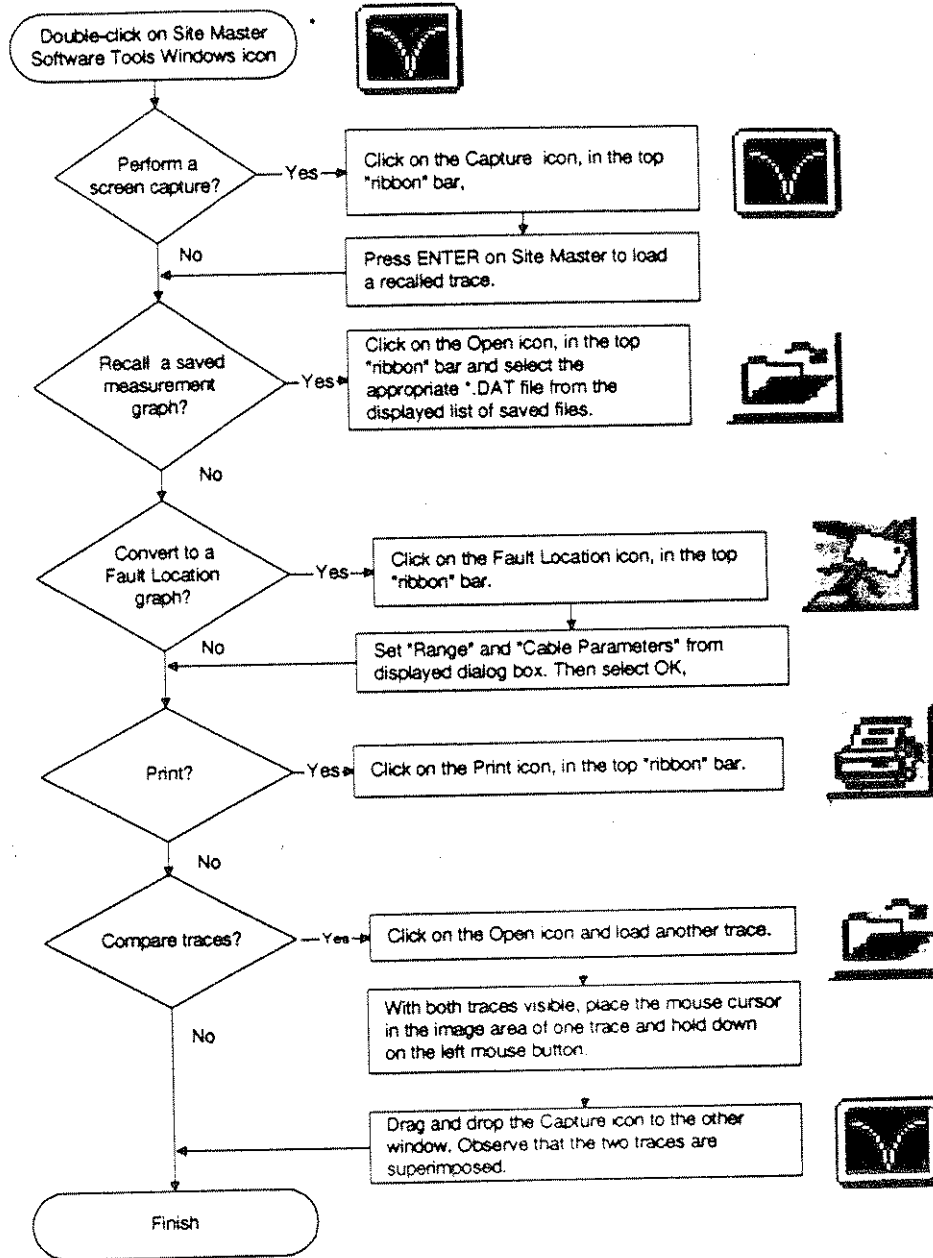 Double-click on Site Master
Software Tools Windows icon
Perform a
screen capture?
Yes
Click on the Capture icon, in the top
"ribbon" bar,
No
Press ENTER on Site Master to load
a recalled trace.
Recall a saved
measurement
graph?
Yes
Click on the Open icon, in the top
"ribbon" bar and select the
appropriate *.DAT file from the
displayed list of saved files.
No
Convert to a
Fault Location
graph?
Yes
Click on the Fault Location icon, in the top
"ribbon" bar.
No
Set "Range" and "Cable Parameters" from
displayed dialog box. Then select OK,
Print?
Yes
Click on the Print icon, in the top "ribbon" bar.
No
Compare traces?
Yes
Click on the Open icon and load another trace.
With both traces visible, place the mouse cursor
in the image area of one trace and hold down
on the left mouse button.
No
Drag and drop the Capture icon to the other
window. Observe that the two traces are
superimposed.
Finish